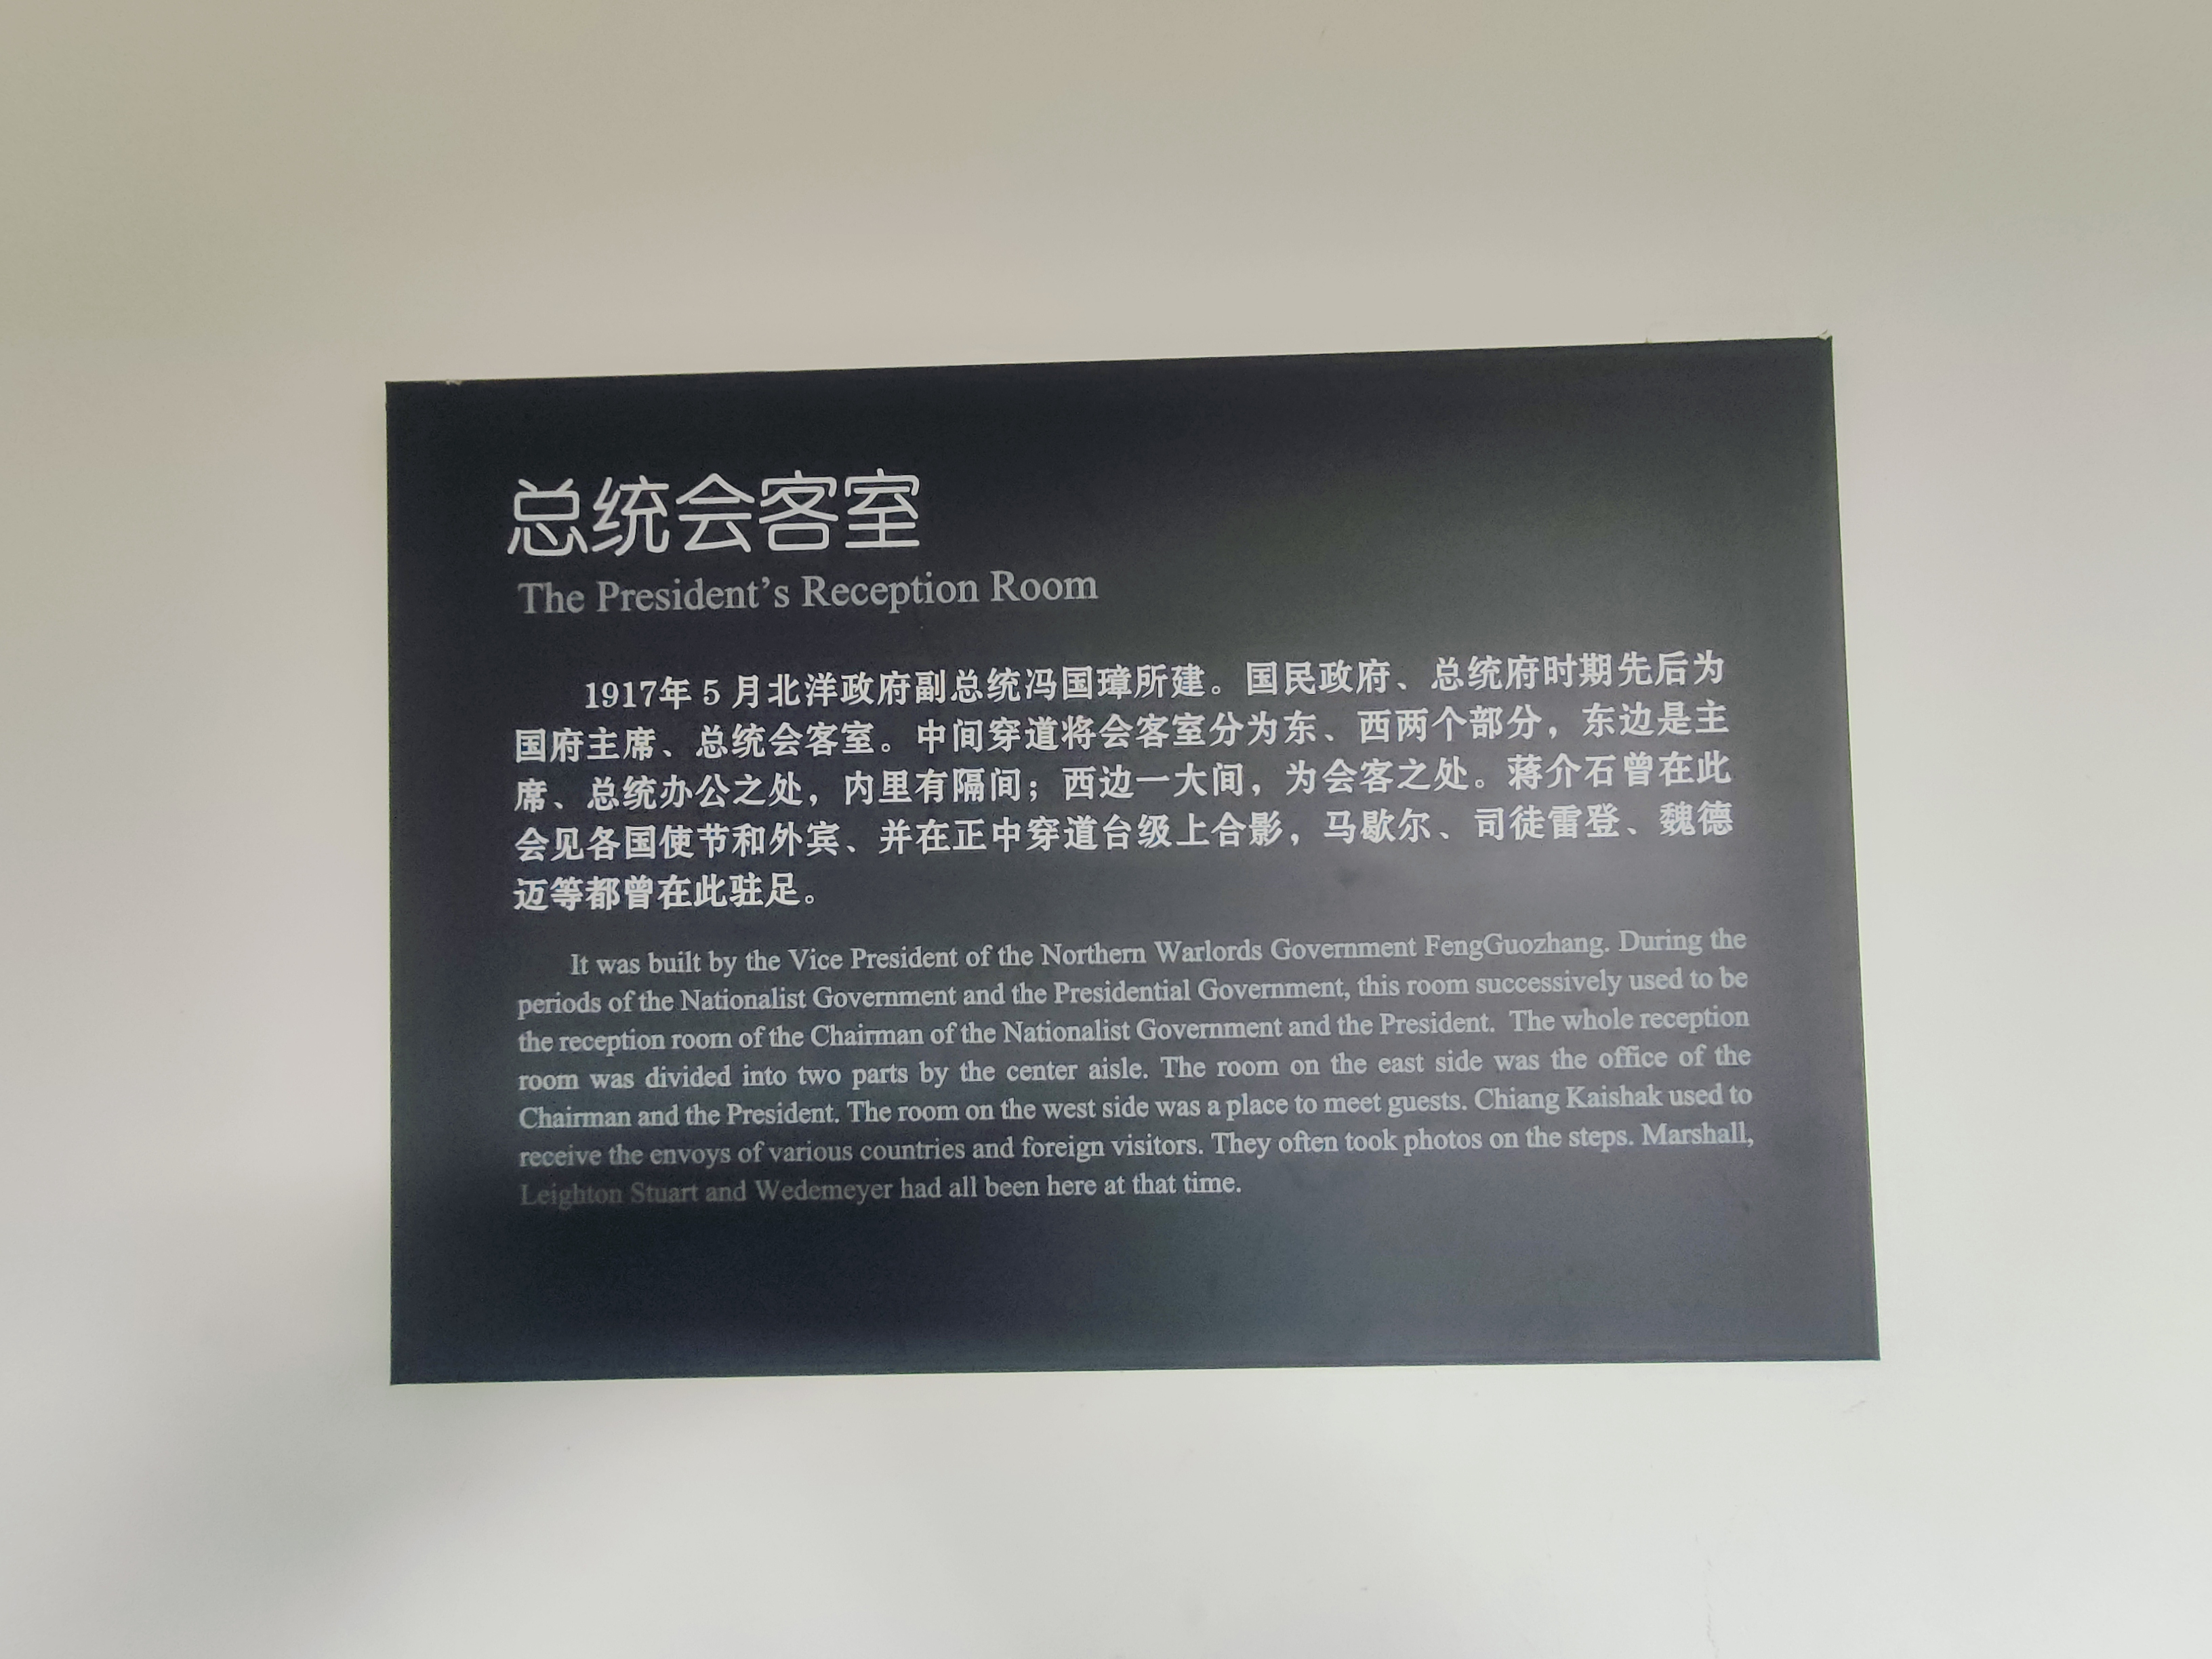 总统会客室
The President's Reception Room
1917年5月北洋政府副总统冯国璋所建。国民政府、总统府时期先后为
国府主席、总统会客室。中间穿道将会客室分为东、西两个部分，东边是主
席、总统办公之处，内里有隔间；西边一大间，为会客之处。蒋介石曾在此
会见各国使节和外宾、并在正中穿道台级上合影，马歇尔、司徒雷登、魏德
迈等都曾在此驻足。
It was built by the Vice President of the Northern Warlords Government FengGuozhang. During the
periods of the Nationalist Government and the Presidential Government, this room successively used to be
the reception room of the Chairman of the Nationalist Government and the President. The whole reception
room was divided into two parts by the center aisle. The room on the east side was the office of the
Chairman and the President. The room on the west side was a place to meet guests. Chiang Kaishak used to
receive the envoys of various countries and foreign visitors. They often took photos on the steps. Marshall,
Leighton Stuart and Wedemeyer had all been here at that time.